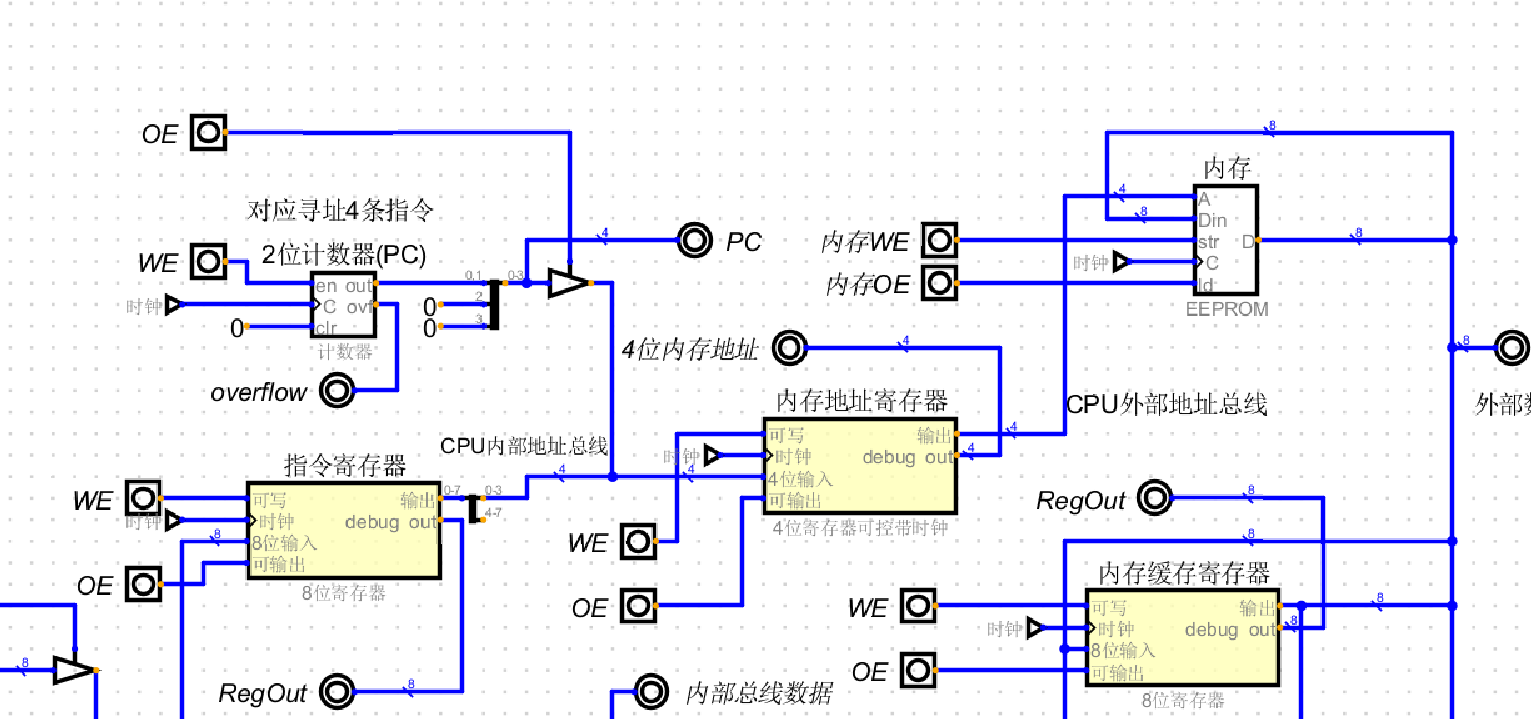 8
OE
内存
对应寻址4条指令
4
A
8
Din
WE
2位计数器(PC)
4
PC
内存WE
str
D
8
en out
0,1
0-3
时钟
C
时钟
C ovf
0
2
内存OE
ld
0
clr
0
3
EEPROM
计数器
4位内存地址
4
8
overflow
内存地址寄存器
CPU外部地址总线
外部数
CPU内部地址总线
可写
输出
4
指令寄存器
时钟
时钟
debug out
4
4
4
4位输入
WE
可写
输出
0-7
0-3
可输出
RegOut
8
时钟
时钟
debug out
4-7
4位寄存器可控带时钟
8
8位输入
WE
8
可输出
内存缓存寄存器
OE
8位寄存器
OE
WE
可写
输出
8
时钟
时钟
debug out
8
8位输入
8
OE
可输出
RegOut
8
内部总线数据
8位寄存器